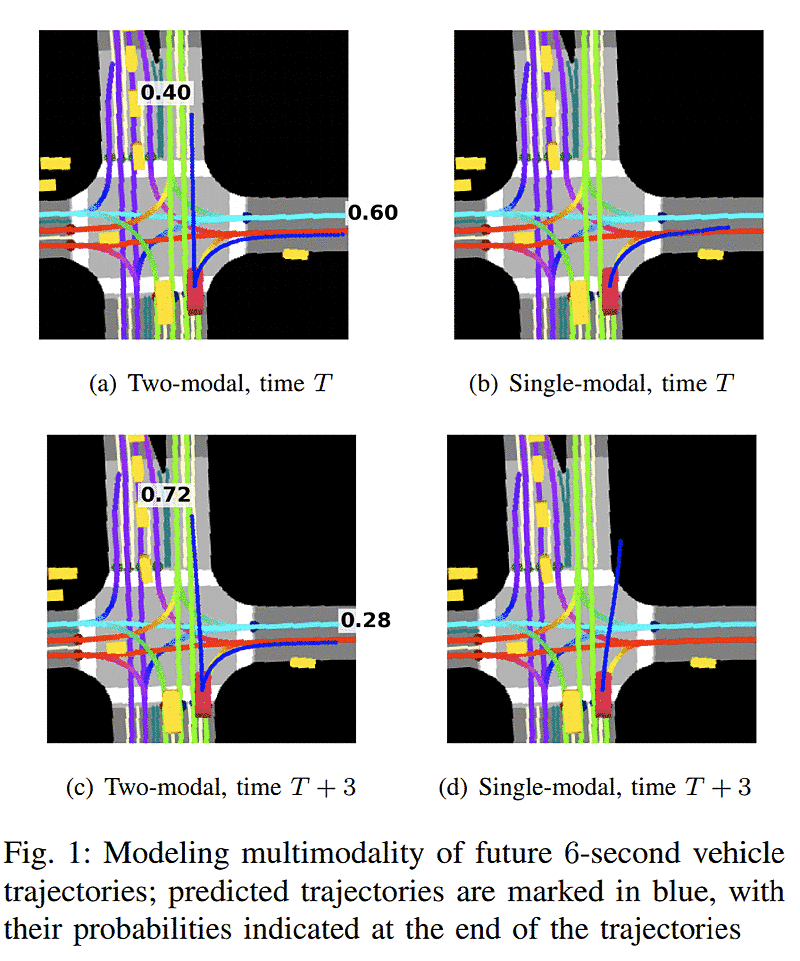 0.40
0.60
(a) Two-modal, time T
(b) Single-modal, time T
0.72
0.28
(c) Two-modal, time T + 3
(d) Single-modal, time T + 3
Fig. 1: Modeling multimodality of future 6-second vehicle
trajectories; predicted trajectories are marked in blue, with
their probabilities indicated at the end of the trajectories